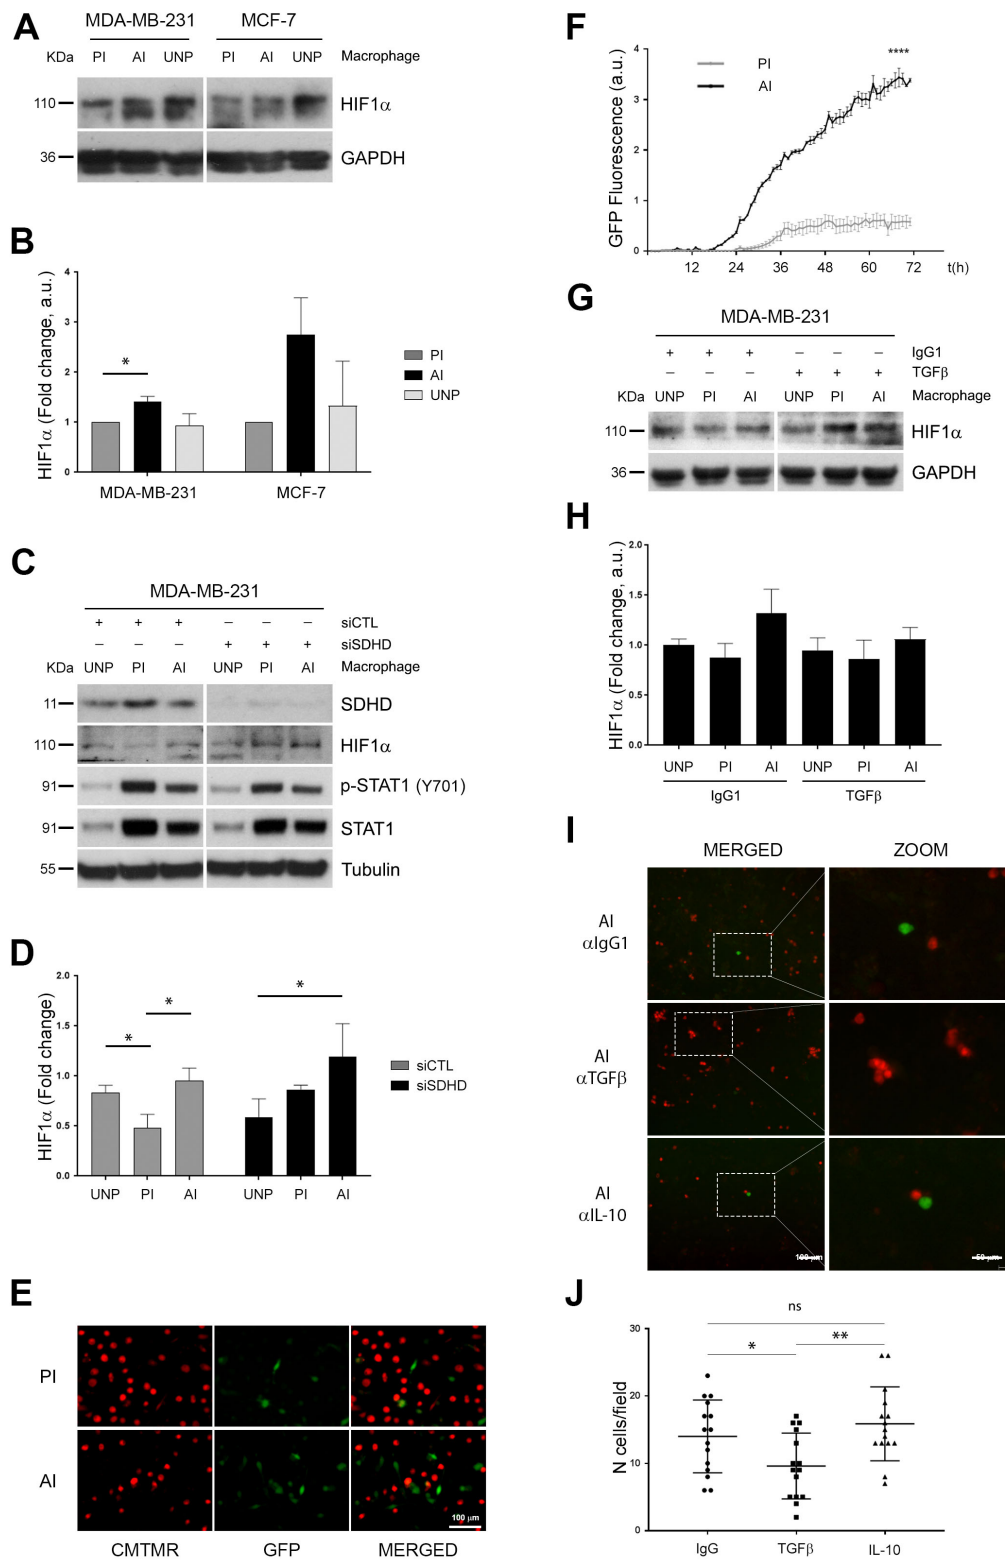 A
MDA-MB-231 MCF-7
KDa PI AI UNP PI AI UNP Macrophage
110 HIF1α
36 GAPDH
B
HIF1α (Fold change, a.u.)
4
3
2
1
0
*
PI
AI
UNP
MDA-MB-231 MCF-7
C
MDA-MB-231
+ + + − − − siCTL
− − − + + + siSDHD
KDa UNP PI AI UNP PI AI Macrophage
11 SDHD
110 HIF1α
91 p-STAT1 (Y701)
91 STAT1
55 Tubulin
D
HIF1α (Fold change)
2.0
1.5
1.0
0.5
0.0
* * *
siCTL
siSDHD
UNP PI AI UNP PI AI
E
PI
AI
100 μm
CMTMR GFP MERGED
F
GFP Fluorescence (a.u.)
4
3
2
1
0
PI
AI
****
12 24 36 48 60 72 t(h)
G
MDA-MB-231
+ + + − − − IgG1
− − − + + + TGFβ
KDa UNP PI AI UNP PI AI Macrophage
110 HIF1α
36 GAPDH
H
HIF1α (Fold change, a.u.)
2.0
1.5
1.0
0.5
0.0
UNP PI AI UNP PI AI
IgG1 TGFβ
I
MERGED ZOOM
AI
αIgG1
AI
αTGFβ
AI
αIL-10
100 μm 50 μm
J
N cells/field
30
20
10
0
ns
* **
IgG TGFβ IL-10